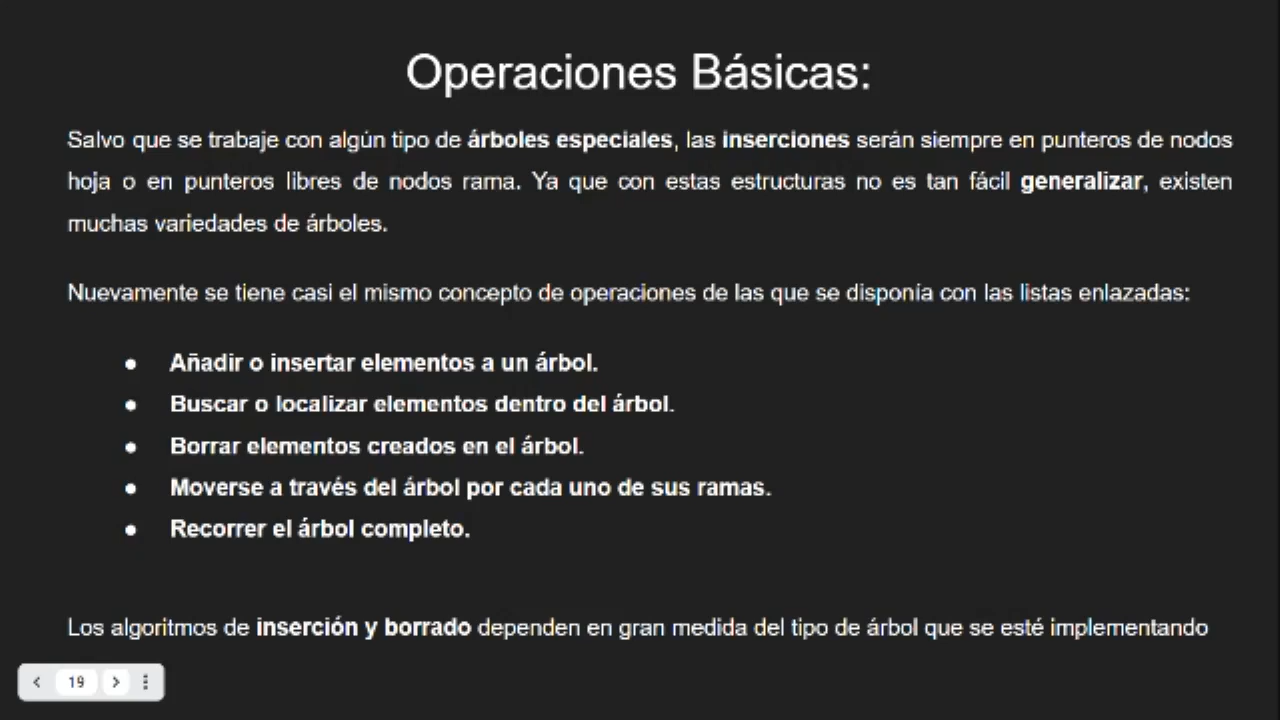 Operaciones Básicas:
Salvo que se trabaje con algún tipo de árboles especiales, las inserciones serán siempre en punteros de nodos
hoja o en punteros libres de nodos rama. Ya que con estas estructuras no es tan fácil generalizar, existen
muchas variedades de árboles.
Nuevamente se tiene casi el mismo concepto de operaciones de las que se disponía con las listas enlazadas:
● Añadir o insertar elementos a un árbol.
● Buscar o localizar elementos dentro del árbol.
● Borrar elementos creados en el árbol.
● Moverse a través del árbol por cada uno de sus ramas.
● Recorrer el árbol completo.
Los algoritmos de inserción y borrado dependen en gran medida del tipo de árbol que se esté implementando
19